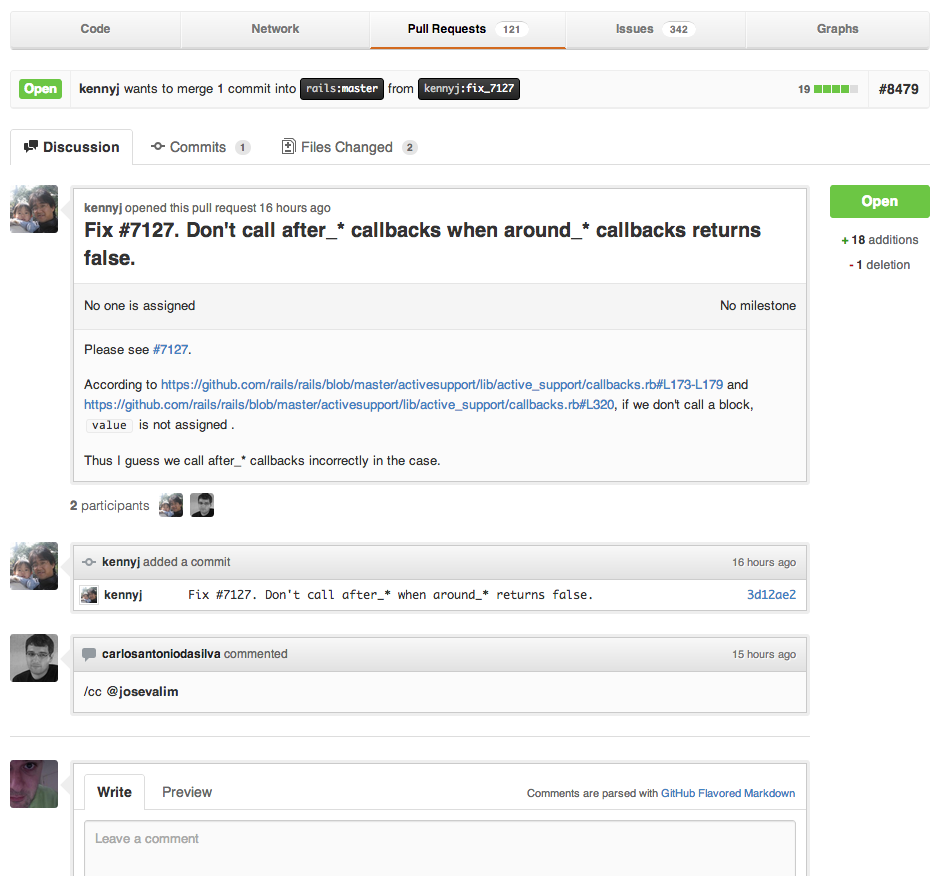 Code Network Pull Requests 121 Issues 342 Graphs
Open kennyj wants to merge 1 commit into rails:master from kennyj:fix_7127 19 #8479
Discussion Commits 1 Files Changed 2
kennyj opened this pull request 16 hours ago
Fix #7127. Don't call after_* callbacks when around_* callbacks returns
false.
Open
+ 18 additions
- 1 deletion
No one is assigned No milestone
Please see #7127.
According to https://github.com/rails/rails/blob/master/activesupport/lib/active_support/callbacks.rb#L173-L179 and
https://github.com/rails/rails/blob/master/activesupport/lib/active_support/callbacks.rb#L320, if we don't call a block,
value is not assigned .
Thus I guess we call after_* callbacks incorrectly in the case.
2 participants
kennyj added a commit 16 hours ago
kennyj Fix #7127. Don't call after_* when around_* returns false. 3d12ae2
carlosantoniodasilva commented 15 hours ago
/cc @josevalim
Write Preview Comments are parsed with GitHub Flavored Markdown
Leave a comment